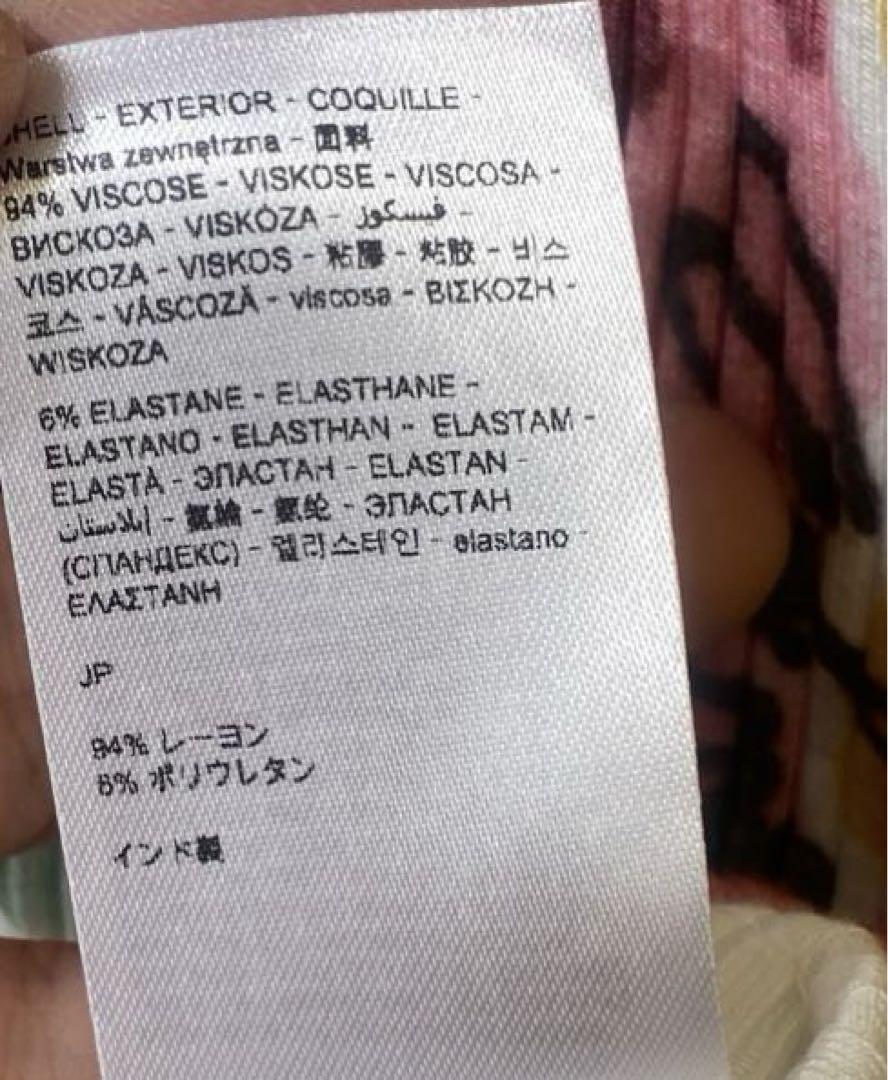 SHELL - EXTERIOR - COQUILLE -
Warstwa zewnętrzna - 面料
94% VISCOSE - VISKOSE - VISCOSA -
ВИСКОЗА - VISKÓZA - فسكوز -
VISKOZA - VISKOS - 粘膠 - 粘胶 - 비스
코스 - VÂSCOZĂ - viscosa - ΒΙΣΚΟΖΗ -
WISKOZA
6% ELASTANE - ELASTHANE -
ELASTANO - ELASTHAN - ELASTAM -
ELASTÀ - ЭЛАСТАН - ELASTAN -
إيلاستان - 氨綸 - 氨纶 - ЭЛАСТАН
(СПАНДЕКС) - 엘라스테인 - elastano -
ΕΛΑΣΤΑΝΗ
JP
94% レーヨン
6% ポリウレタン
インド製